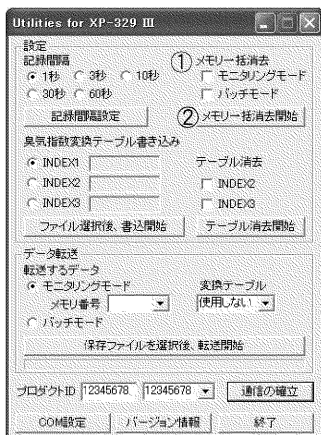 Utilities for XP-329 Ⅲ
設定
記録間隔
1秒 3秒 10秒
30秒 60秒
記録間隔設定
①メモリー括消去
モニタリングモード
バッチモード
②メモリー括消去開始
臭気指数変換テーブル書き込み
INDEX1
INDEX2
INDEX3
ファイル選択後、書込開始
テーブル消去
INDEX2
INDEX3
テーブル消去開始
データ転送
転送するデータ
モニタリングモード
メモリ番号
バッチモード
変換テーブル
使用しない
保存ファイルを選択後、転送開始
プロダクトID 12345678 12345678 通信の確立
COM設定 バージョン情報 終了